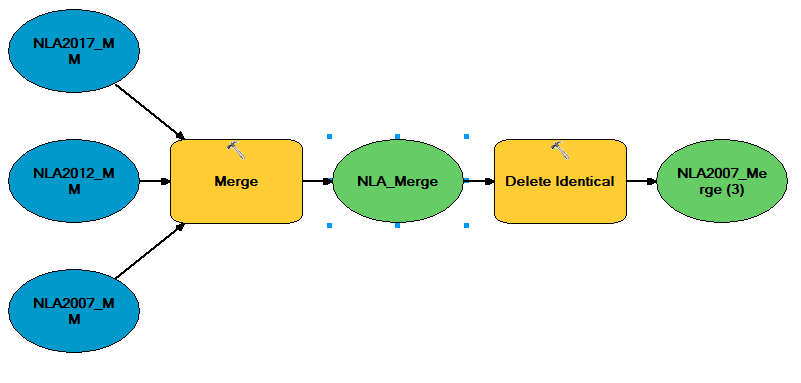 NLA2017_M
M
NLA2012_M
M
Merge
NLA_Merge
Delete Identical
NLA2007_Me
rge (3)
NLA2007_M
M